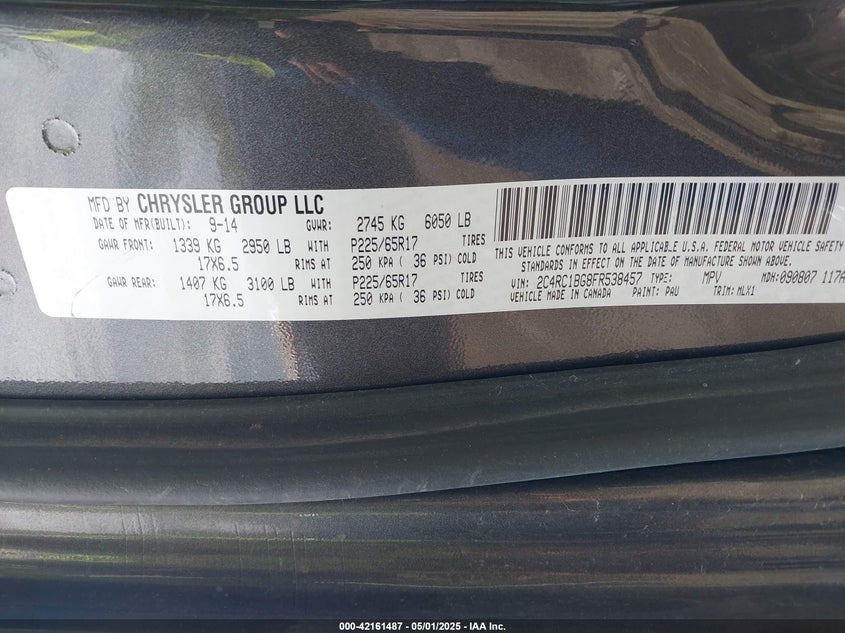 MFD BY CHRYSLER GROUP LLC
DATE OF MFR(BUILT): 9-14 GVWR: 2745 KG 6050 LB
GAWR FRONT: 1339 KG 2950 LB WITH P225/65R17 TIRES
17X6.5 RIMS AT 250 KPA ( 36 PSI) COLD
GAWR REAR: 1407 KG 3100 LB WITH P225/65R17 TIRES
17X6.5 RIMS AT 250 KPA ( 36 PSI) COLD
THIS VEHICLE CONFORMS TO ALL APPLICABLE U.S.A. FEDERAL MOTOR VEHICLE SAFETY
STANDARDS IN EFFECT ON THE DATE OF MANUFACTURE SHOWN ABOVE.
VIN: 2C4RC1BG8FR538457 TYPE: MPV MDH:090807 117A
VEHICLE MADE IN CANADA PAINT: PAU TRIM: MLX1
000-42161487 - 05/01/2025 - IAA Inc.